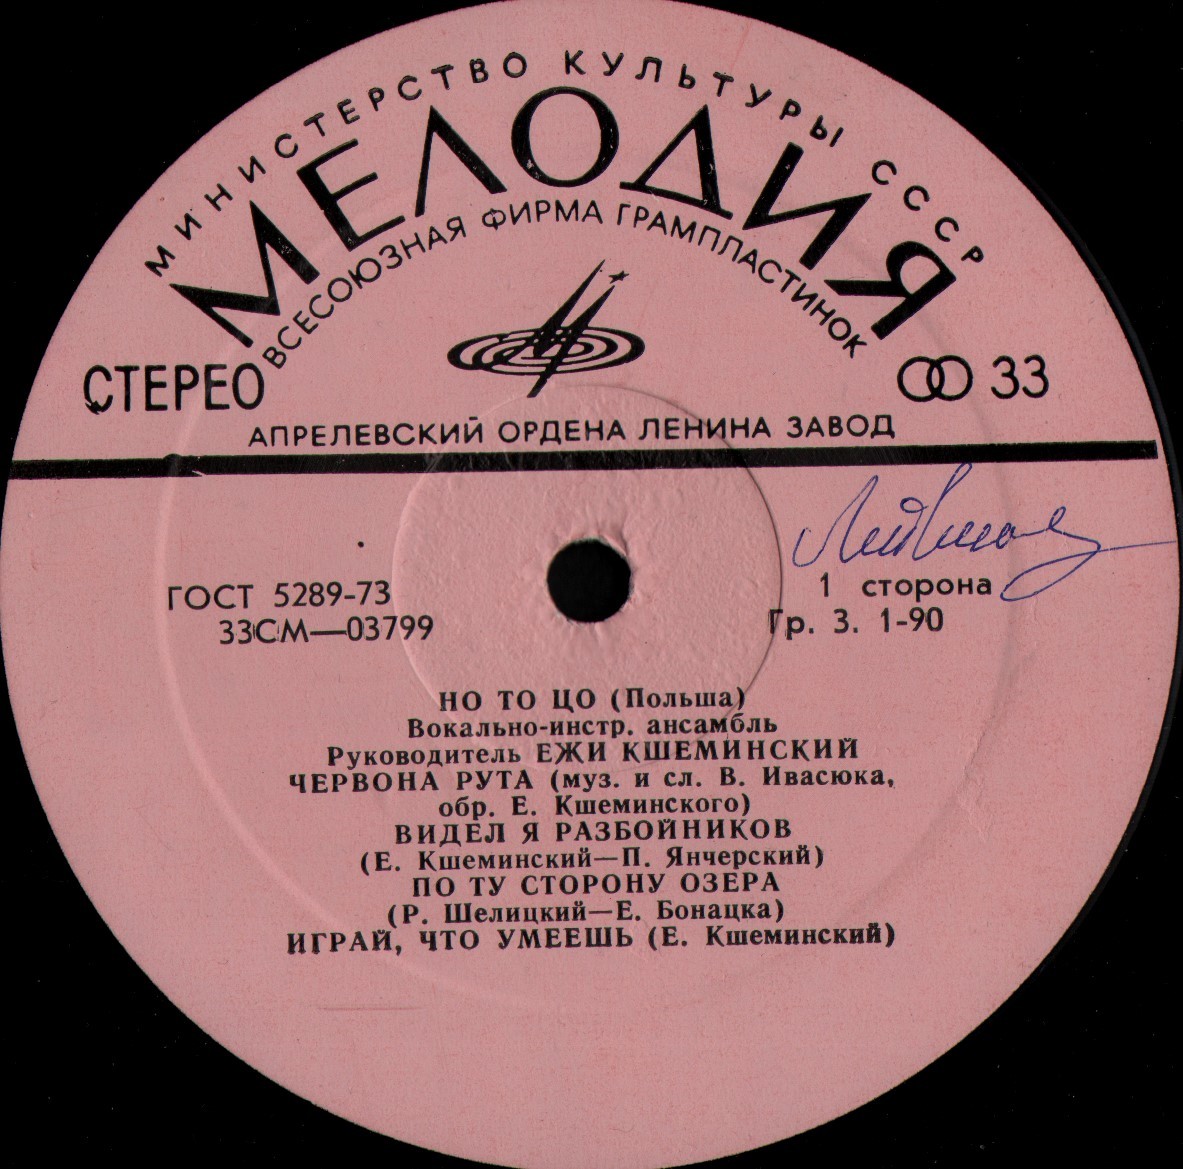 МИНИСТЕРСТВО КУЛЬТУРЫ СССР
МЕЛОДИЯ
ВСЕСОЮЗНАЯ ФИРМА ГРАМПЛАСТИНОК
СТЕРЕО
33
АПРЕЛЕВСКИЙ ОРДЕНА ЛЕНИНА ЗАВОД
ГОСТ 5289-73
33СМ—03799
1 сторона
Гр. 3. 1-90
НО ТО ЦО (Польша)
Вокально-инстр. ансамбль
Руководитель ЕЖИ КШЕМИНСКИЙ
ЧЕРВОНА РУТА (муз. и сл. В. Ивасюка,
обр. Е. Кшеминского)
ВИДЕЛ Я РАЗБОЙНИКОВ
(Е. Кшеминский—П. Янчерский)
ПО ТУ СТОРОНУ ОЗЕРА
(Р. Шелицкий—Е. Бонацка)
ИГРАЙ, ЧТО УМЕЕШЬ (Е. Кшеминский)